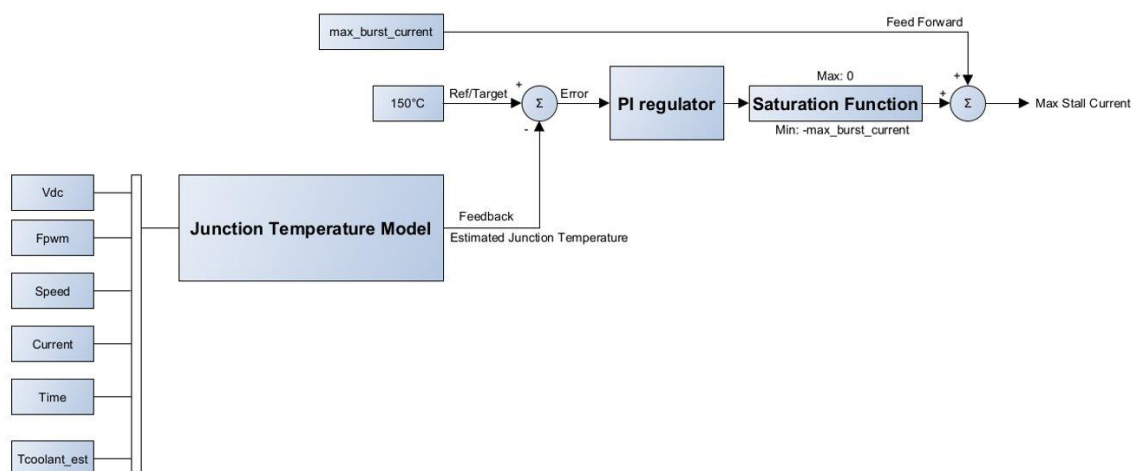 Feed Forward
max_burst_current
+
Max: 0
150°C
Ref/Target
+
Σ
Error
PI regulator
Saturation Function
+
Σ
Max Stall Current
-
Min: -max_burst_current
Vdc
Fpwm
Speed
Current
Time
Tcoolant_est
Junction Temperature Model
Feedback
Estimated Junction Temperature